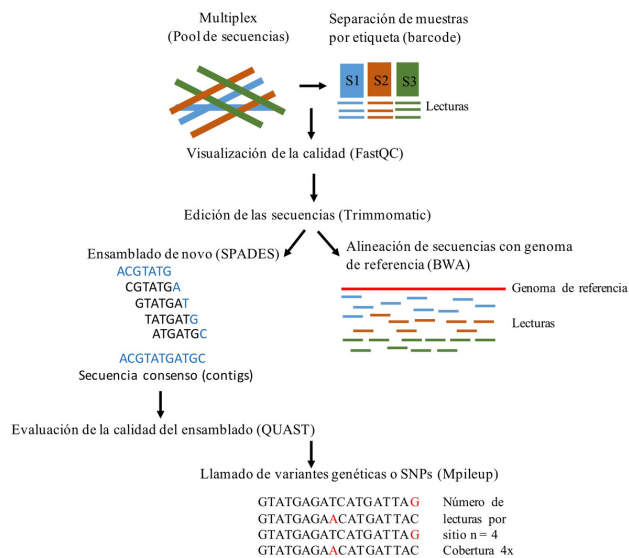 Multiplex
(Pool de secuencias)
Separación de muestras
por etiqueta (barcode)
S1
S2
S3
Lecturas
Visualización de la calidad (FastQC)
Edición de las secuencias (Trimmomatic)
Ensamblado de novo (SPADES)
ACGTATG
CGTATGA
GTATGAT
TATGATG
ATGATGC
ACGTATGATGC
Secuencia consenso (contigs)
Alineación de secuencias con genoma
de referencia (BWA)
Genoma de referencia
Lecturas
Evaluación de la calidad del ensamblado (QUAST)
Llamado de variantes genéticas o SNPs (Mpileup)
GTATGAGATCATGATTAG
GTATGAGAACATGATTAC
GTATGAGATCATGATTAG
GTATGAGAACATGATTAC
Número de
lecturas por
sitio n = 4
Cobertura 4x